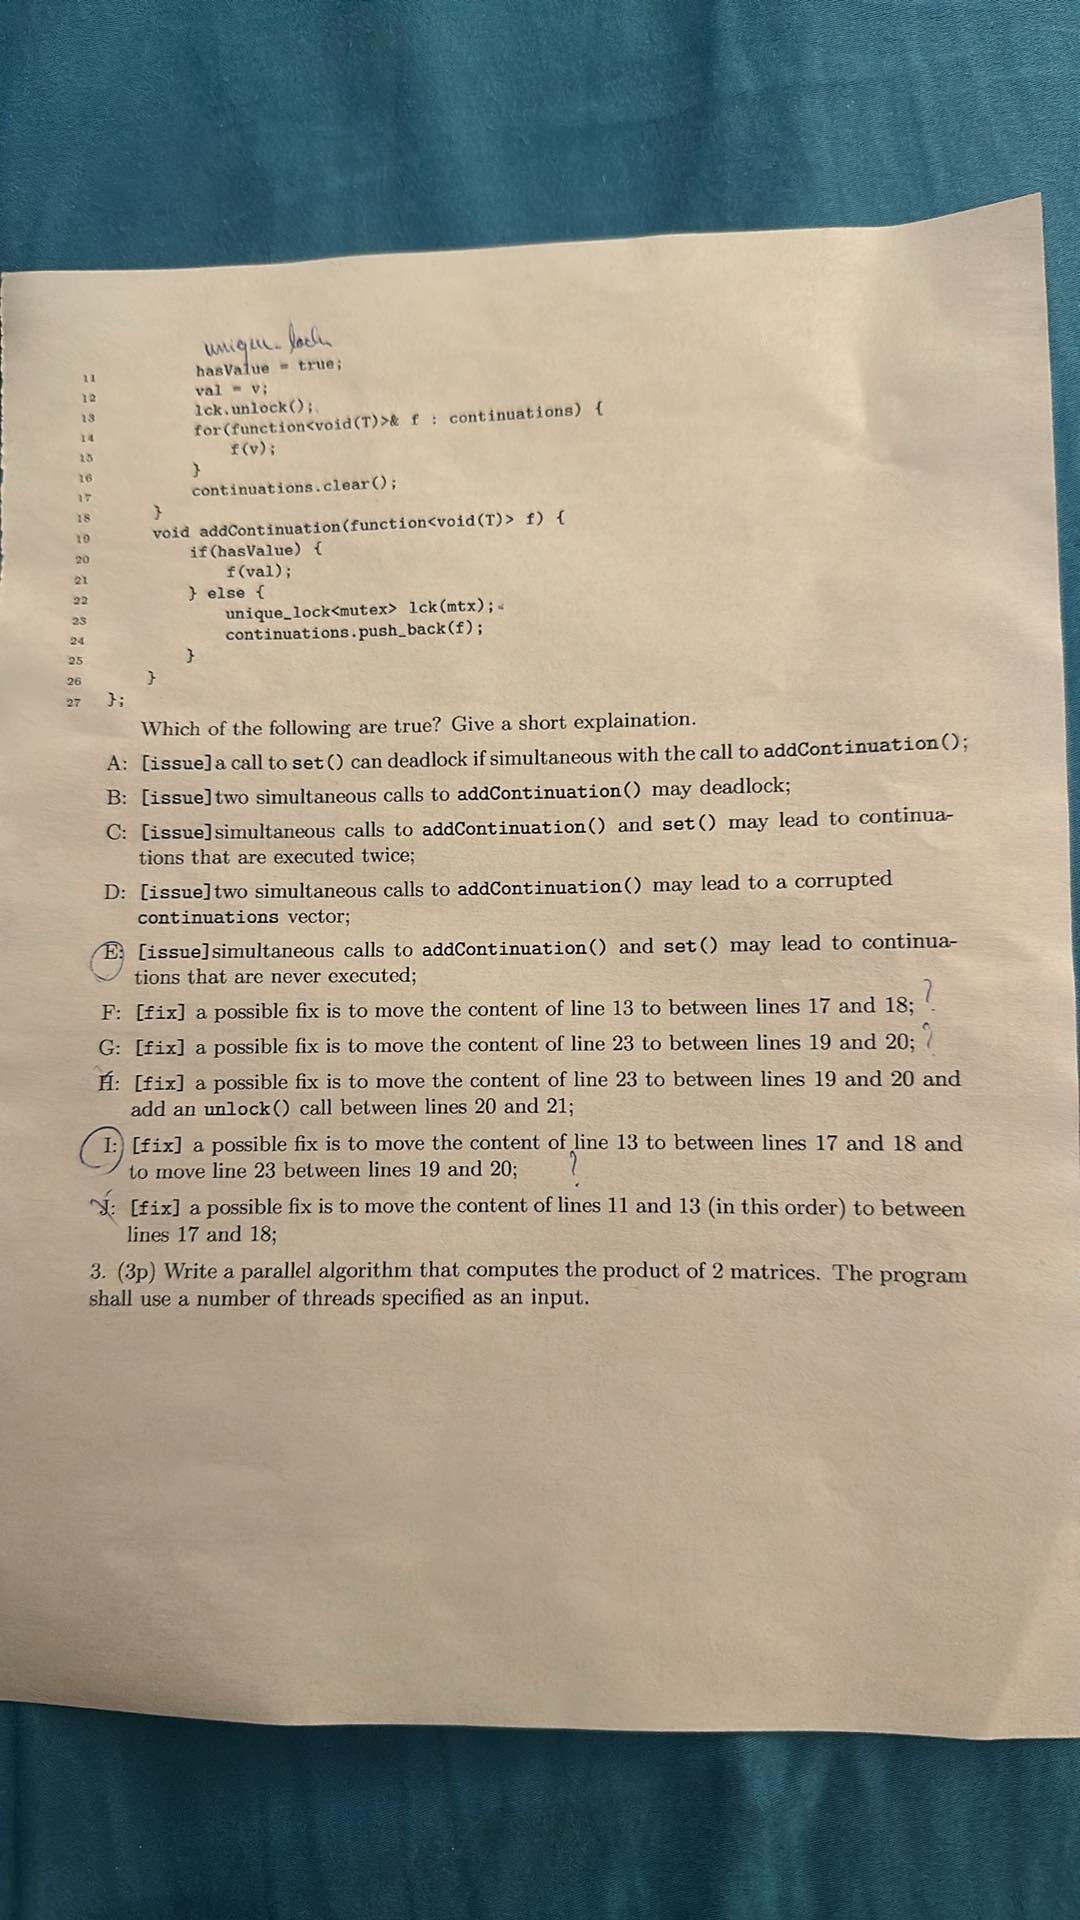 unique_lock
11 hasValue = true;
12 val = v;
13 lck.unlock();
14 for(function<void(T)>& f : continuations) {
15 f(v);
16 }
17 continuations.clear();
18 }
19 void addContinuation(function<void(T)> f) {
20 if(hasValue) {
21 f(val);
22 } else {
23 unique_lock<mutex> lck(mtx);
24 continuations.push_back(f);
25 }
26 }
27 };
Which of the following are true? Give a short explaination.
A: [issue]a call to set() can deadlock if simultaneous with the call to addContinuation();
B: [issue]two simultaneous calls to addContinuation() may deadlock;
C: [issue]simultaneous calls to addContinuation() and set() may lead to continua-
tions that are executed twice;
D: [issue]two simultaneous calls to addContinuation() may lead to a corrupted
continuations vector;
E: [issue]simultaneous calls to addContinuation() and set() may lead to continua-
tions that are never executed;
F: [fix] a possible fix is to move the content of line 13 to between lines 17 and 18; ?
G: [fix] a possible fix is to move the content of line 23 to between lines 19 and 20; ?
H: [fix] a possible fix is to move the content of line 23 to between lines 19 and 20 and
add an unlock() call between lines 20 and 21;
I: [fix] a possible fix is to move the content of line 13 to between lines 17 and 18 and
to move line 23 between lines 19 and 20; ?
J: [fix] a possible fix is to move the content of lines 11 and 13 (in this order) to between
lines 17 and 18;
3. (3p) Write a parallel algorithm that computes the product of 2 matrices. The program
shall use a number of threads specified as an input.